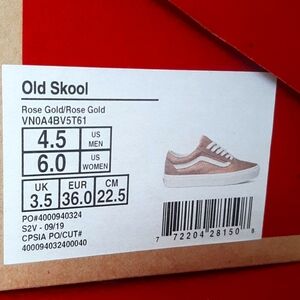 Old Skool
Rose Gold/Rose Gold
VN0A4BV5T61
4.5 US MEN
6.0 US WOMEN
UK EUR CM
3.5 36.0 22.5
PO#4000940324
S2V - 09/19
CPSIA PO/CUT#
400094032400040
7 72204 28150 8